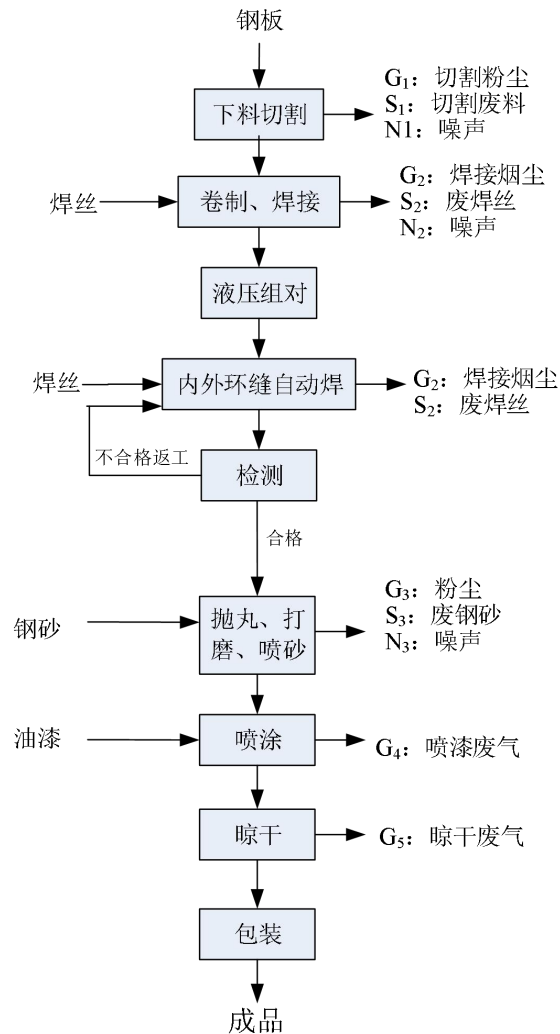 钢板
下料切割
G₁：切割粉尘
S₁：切割废料
N1：噪声
焊丝
卷制、焊接
G₂：焊接烟尘
S₂：废焊丝
N₂：噪声
液压组对
焊丝
内外环缝自动焊
G₂：焊接烟尘
S₂：废焊丝
不合格返工
检测
合格
钢砂
抛丸、打
磨、喷砂
G₃：粉尘
S₃：废钢砂
N₃：噪声
油漆
喷涂
G₄：喷漆废气
晾干
G₅：晾干废气
包装
成品